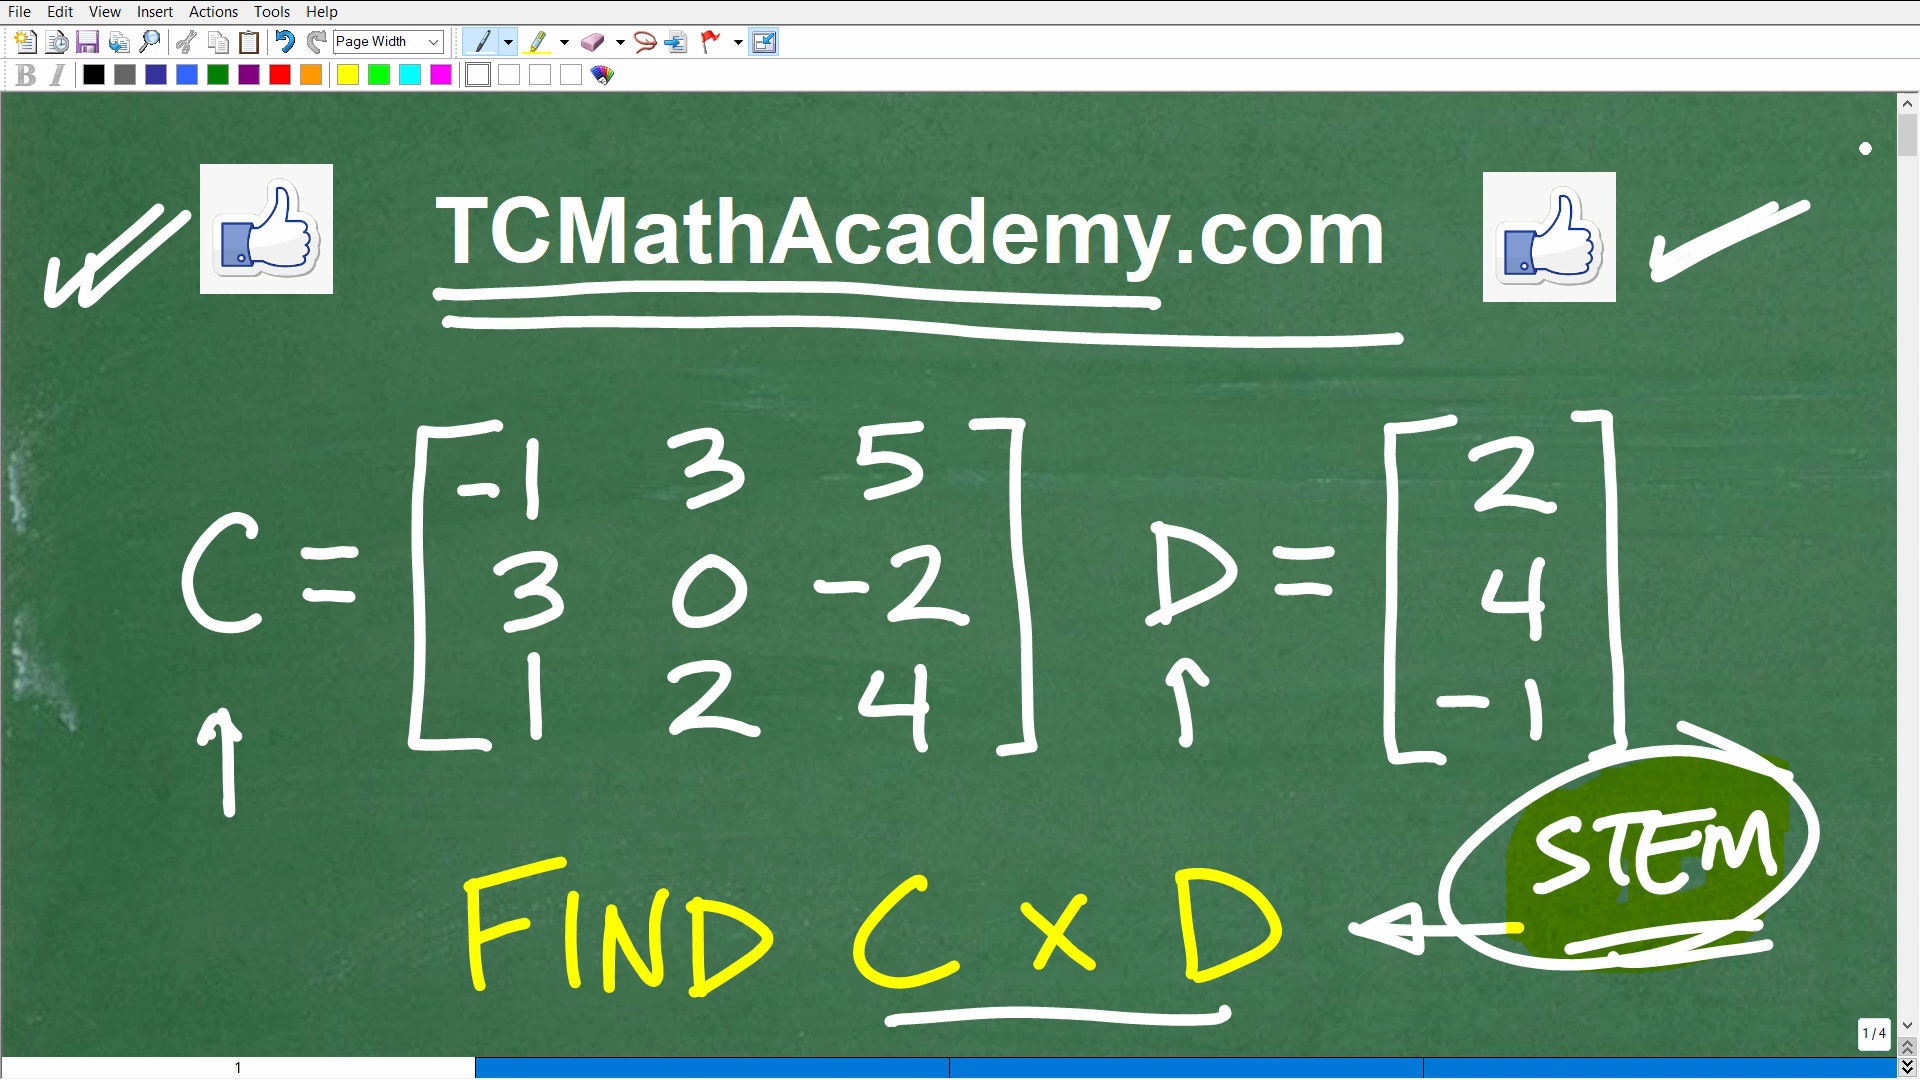 File Edit View Insert Actions Tools Help
Page Width
B I
TCMathAcademy.com
C = [ -1 3 5
3 0 -2
1 2 4 ]
D = [ 2
4
-1 ]
STEM
FIND C x D
1 / 4
1